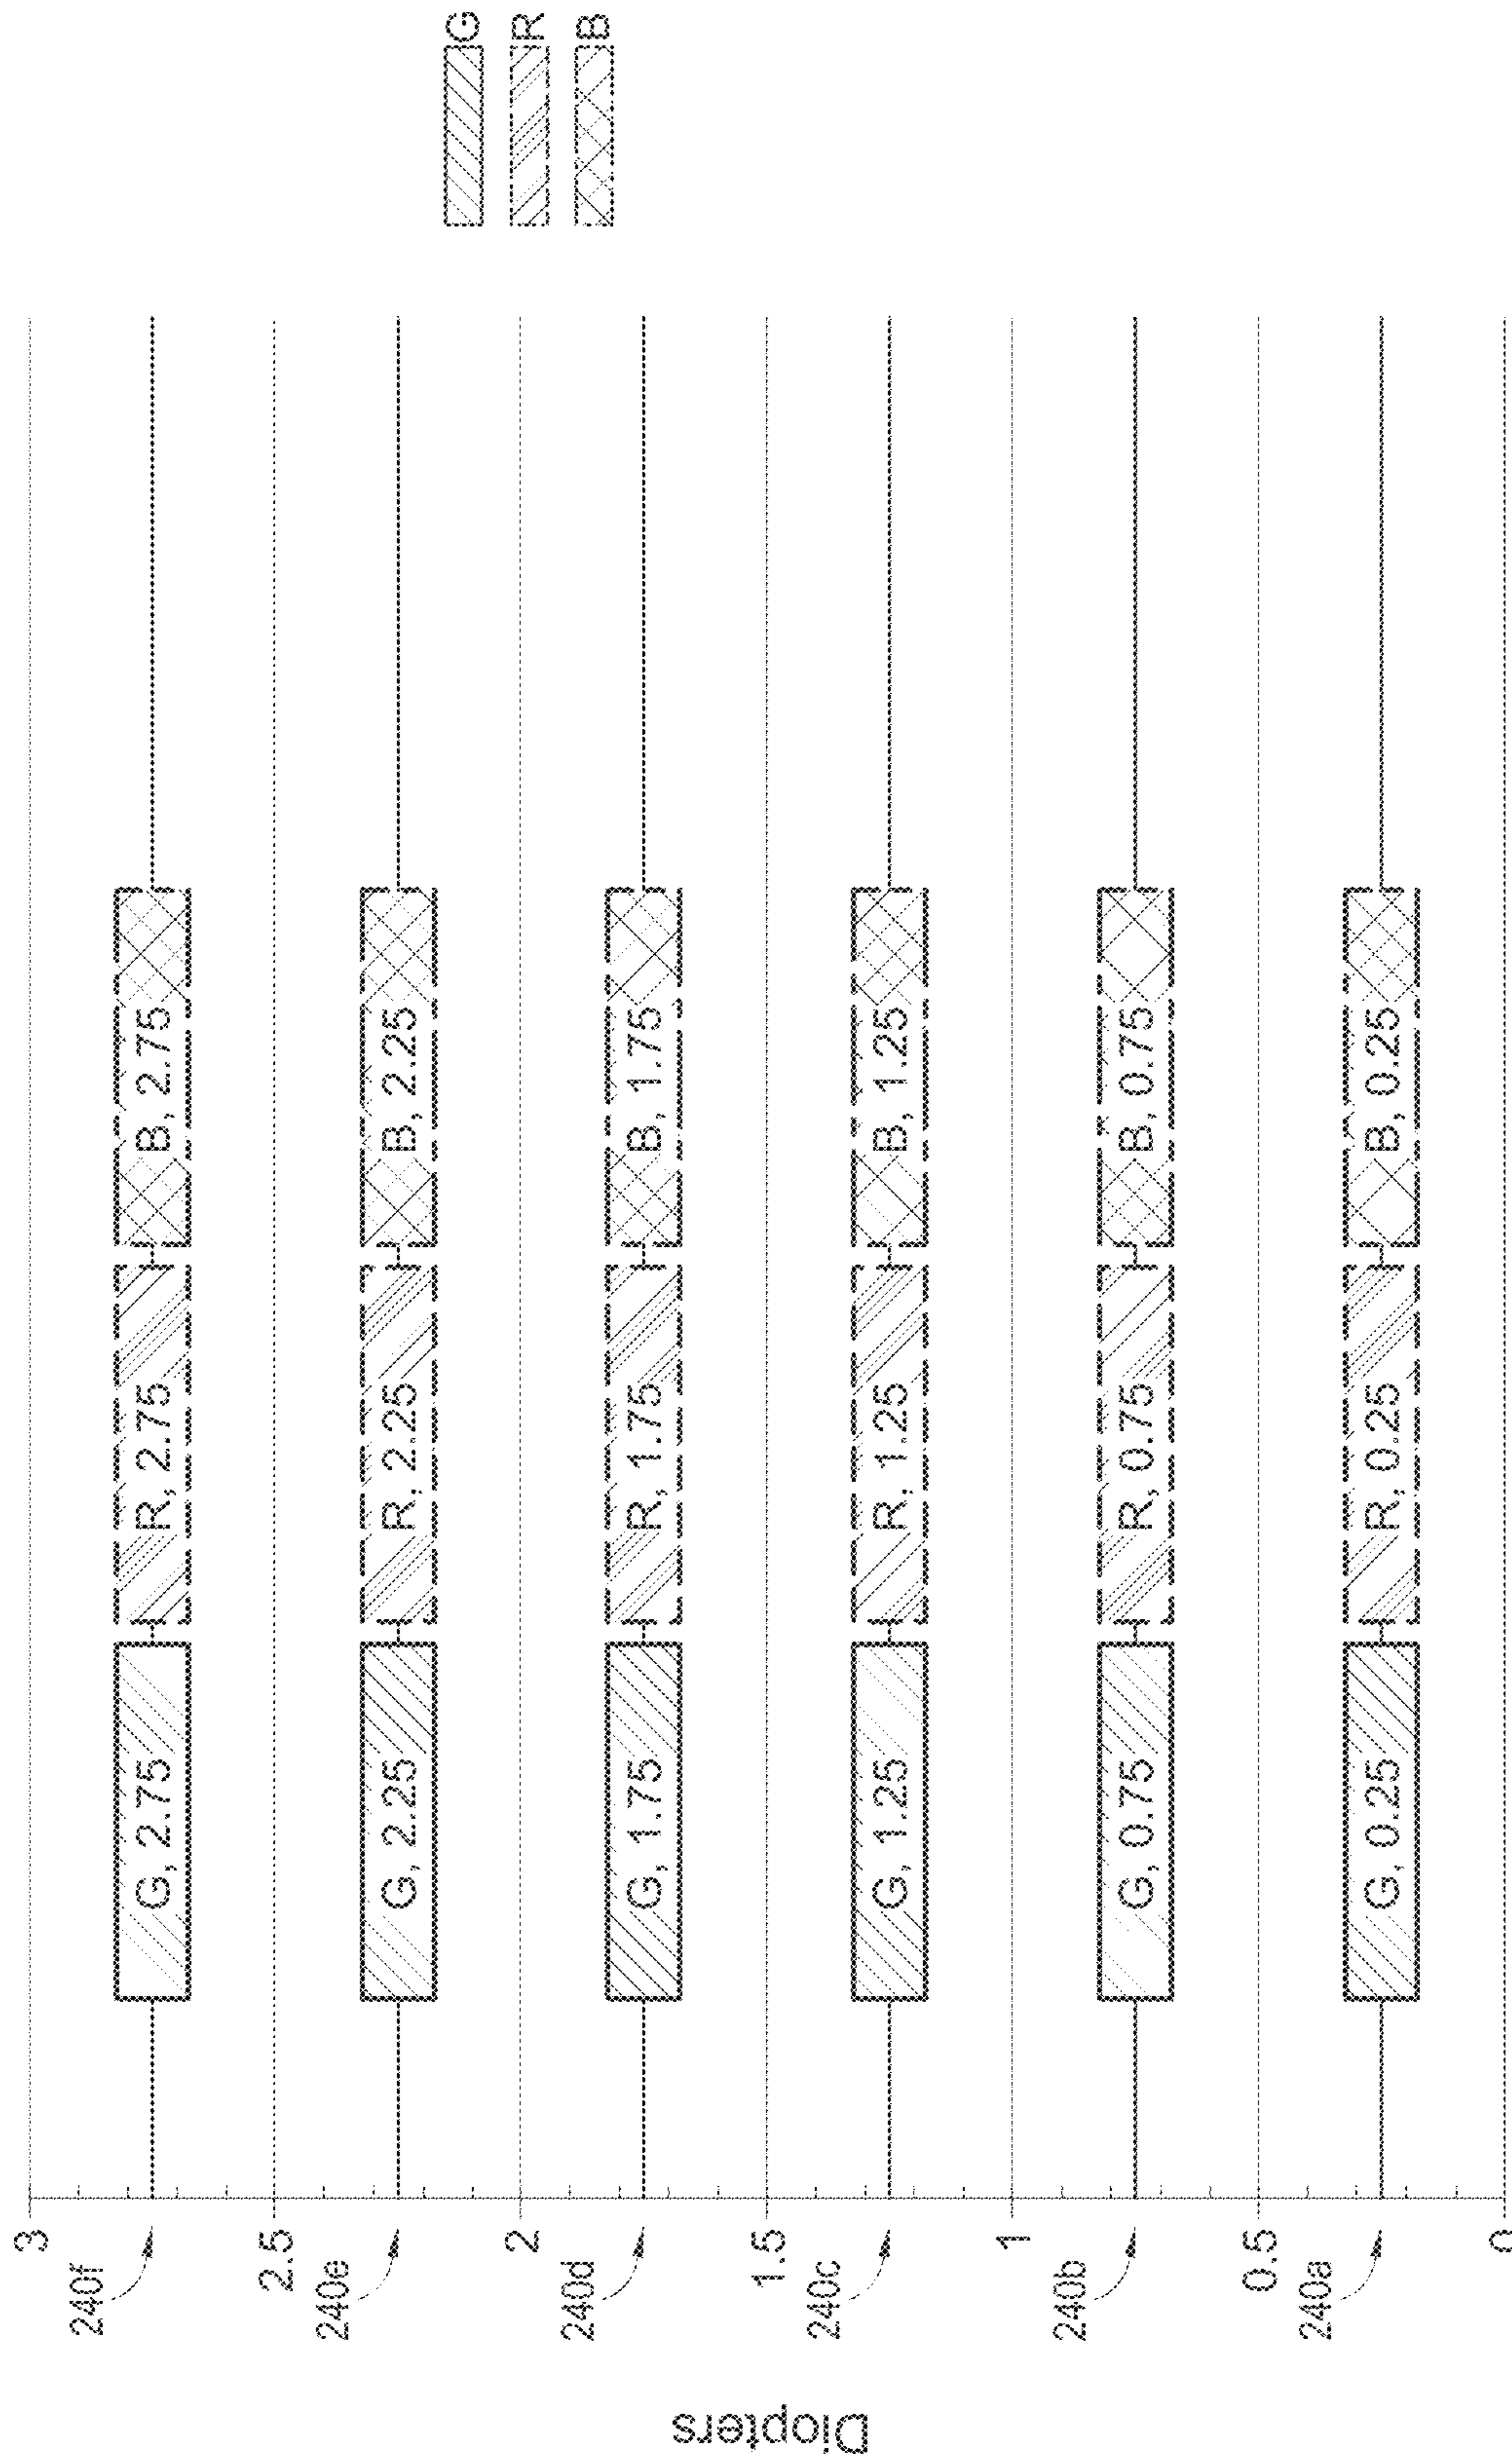 3
240f
G, 2.75 R, 2.75 B, 2.75
2.5
240e
G, 2.25 R, 2.25 B, 2.25
2
240d
G, 1.75 R, 1.75 B, 1.75
1.5
240c
G, 1.25 R, 1.25 B, 1.25
1
240b
G, 0.75 R, 0.75 B, 0.75
0.5
240a
G, 0.25 R, 0.25 B, 0.25
0
Diopters
G
R
B